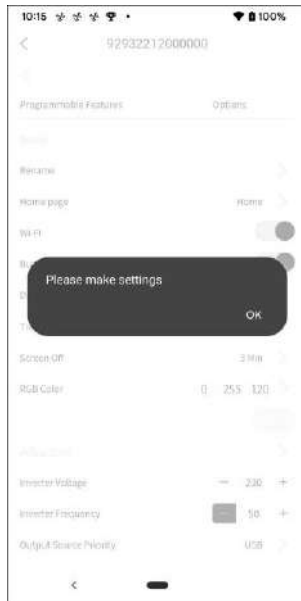 10:15 100%
92932212000000
Programmable Features Options
Rename
Home page Home
Wi-Fi
Please make settings
OK
Screen Off 3 Min
RGB Color 0 255 120
Inverter Voltage − 230 +
Inverter Frequency − 50 +
Output Source Priority USB